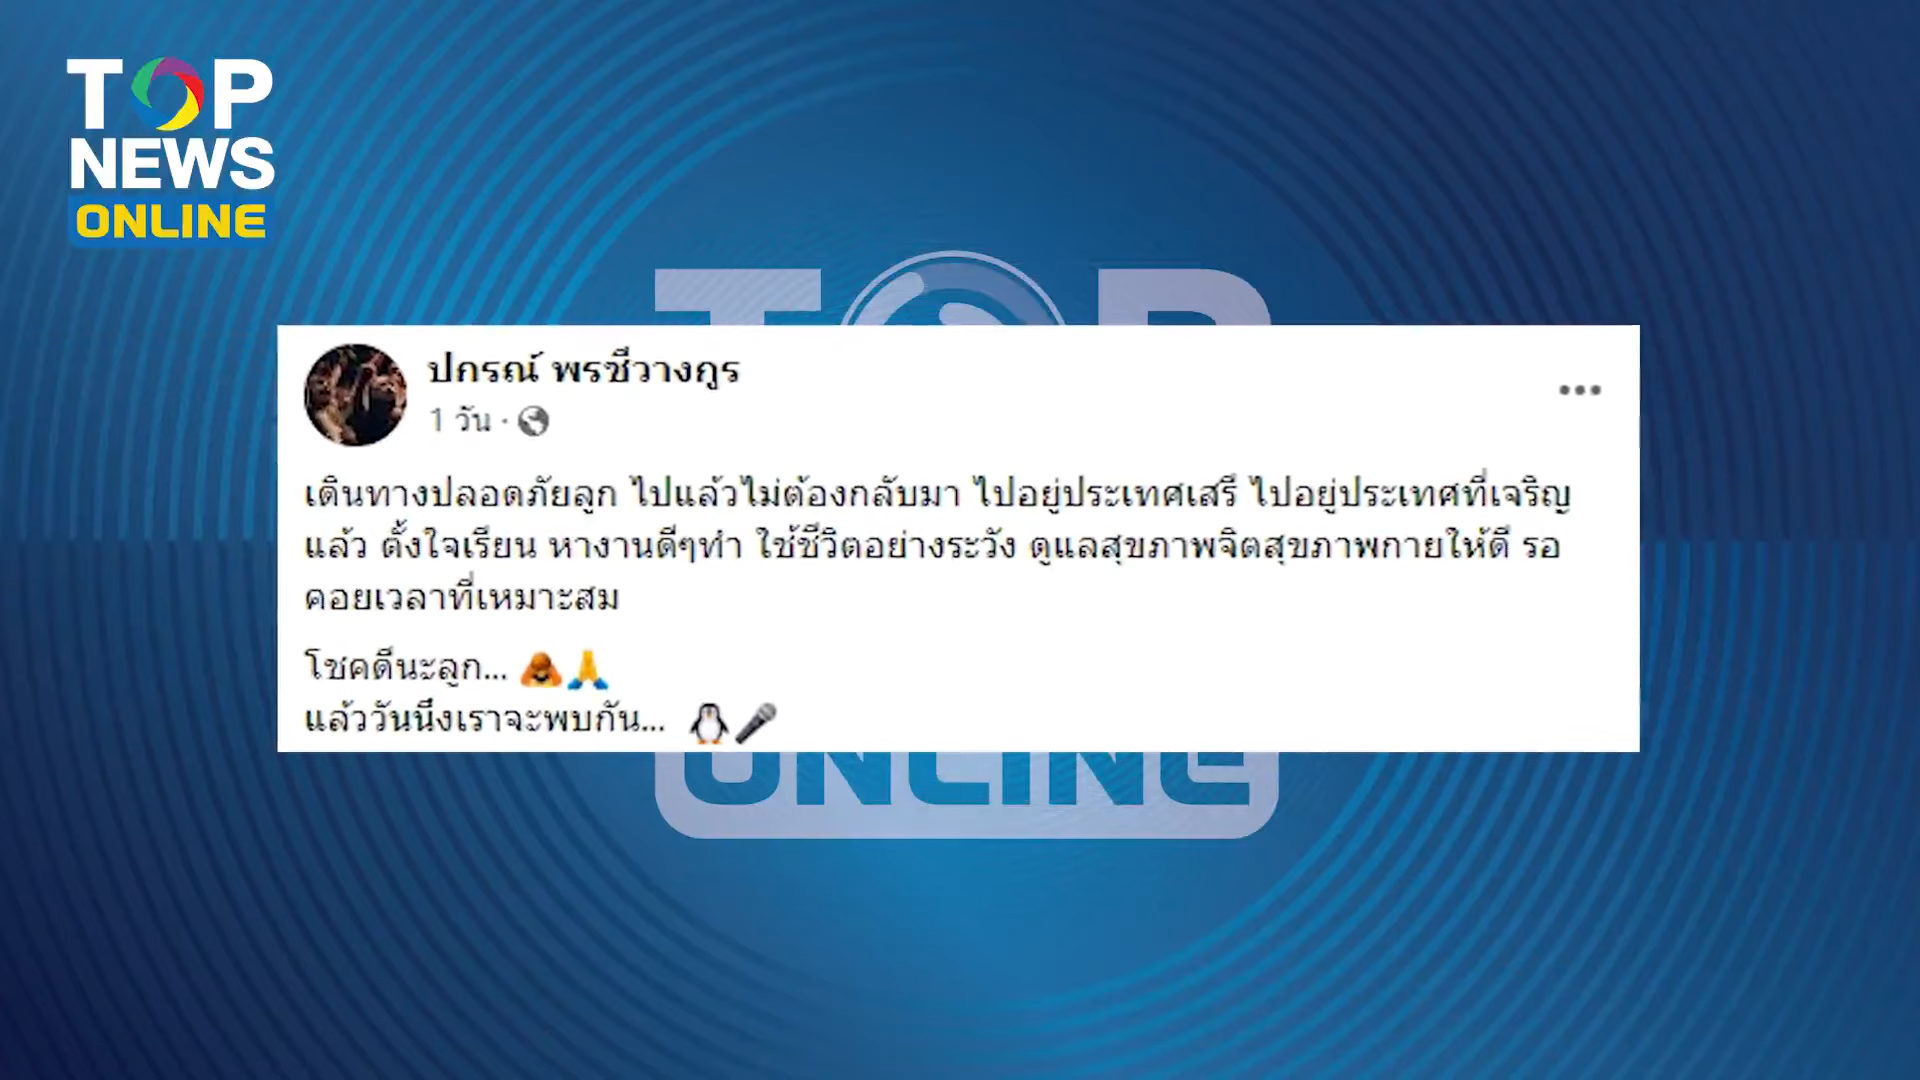 TOP
NEWS
ONLINE
ปกรณ์ พรชีวางกูร
1 วัน ·
เดินทางปลอดภัยลูก ไปแล้วไม่ต้องกลับมา ไปอยู่ประเทศเสรี ไปอยู่ประเทศที่เจริญ
แล้ว ตั้งใจเรียน หางานดีๆทำ ใช้ชีวิตอย่างระวัง ดูแลสุขภาพจิตสุขภาพกายให้ดี รอ
คอยเวลาที่เหมาะสม
โชคดีนะลูก... 🙇🙏
แล้ววันนึงเราจะพบกัน... 🐧🎤
TOP
ONLINE